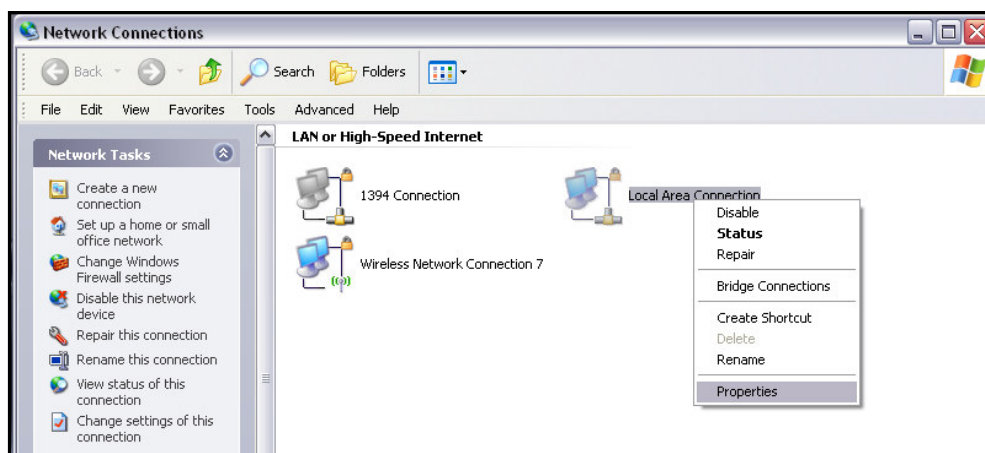 Network Connections
Back
Search
Folders
File Edit View Favorites Tools Advanced Help
Network Tasks
Create a new
connection
Set up a home or small
office network
Change Windows
Firewall settings
Disable this network
device
Repair this connection
Rename this connection
View status of this
connection
Change settings of this
connection
LAN or High-Speed Internet
1394 Connection
Local Area Connection
Wireless Network Connection 7
Disable
Status
Repair
Bridge Connections
Create Shortcut
Delete
Rename
Properties